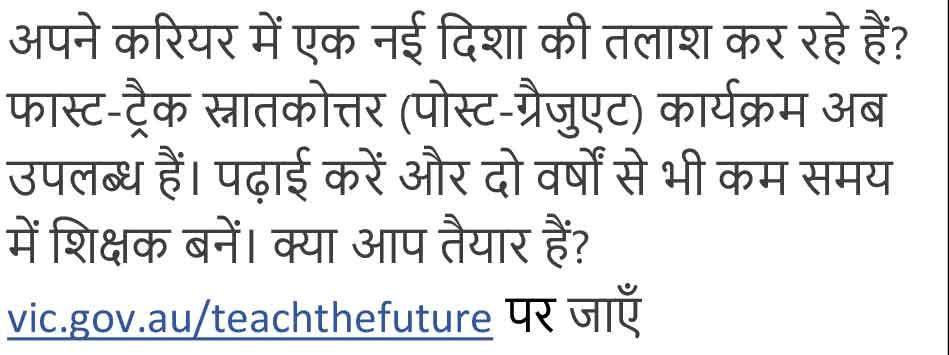 अपने करियर में एक नई दिशा की तलाश कर रहे हैं?
फास्ट-ट्रैक स्नातकोत्तर (पोस्ट-ग्रैजुएट) कार्यक्रम अब
उपलब्ध हैं। पढ़ाई करें और दो वर्षों से भी कम समय
में शिक्षक बनें। क्या आप तैयार हैं?
vic.gov.au/teachthefuture पर जाएँ